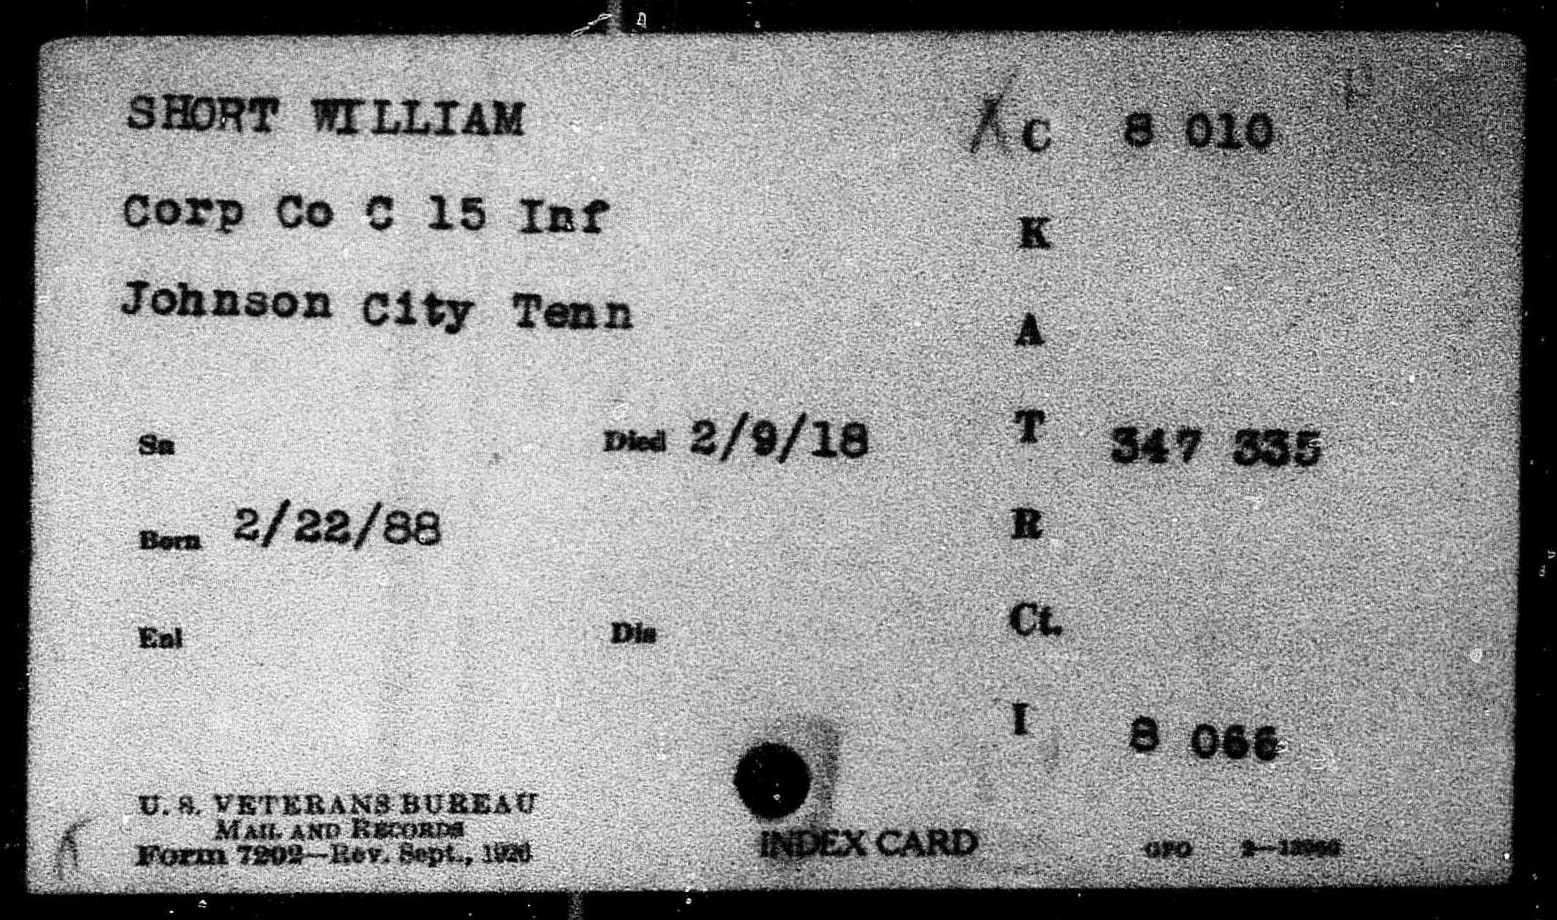 SHORT WILLIAM
X C 8 010
Corp Co C 15 Inf
K
Johnson City Tenn
A
Sn
Died 2/9/18
T 347 335
Born 2/22/88
R
Enl
Dis
Ct.
I 8 066
U. S. VETERANS BUREAU
MAIL AND RECORDS
Form 7202—Rev. Sept., 1926
INDEX CARD
GPO